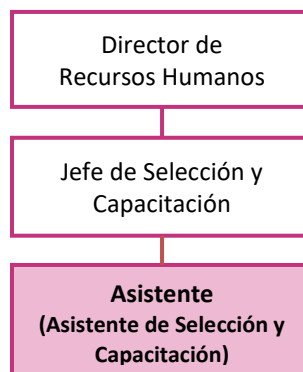 Director de
Recursos Humanos
Jefe de Selección y
Capacitación
Asistente
(Asistente de Selección y
Capacitación)